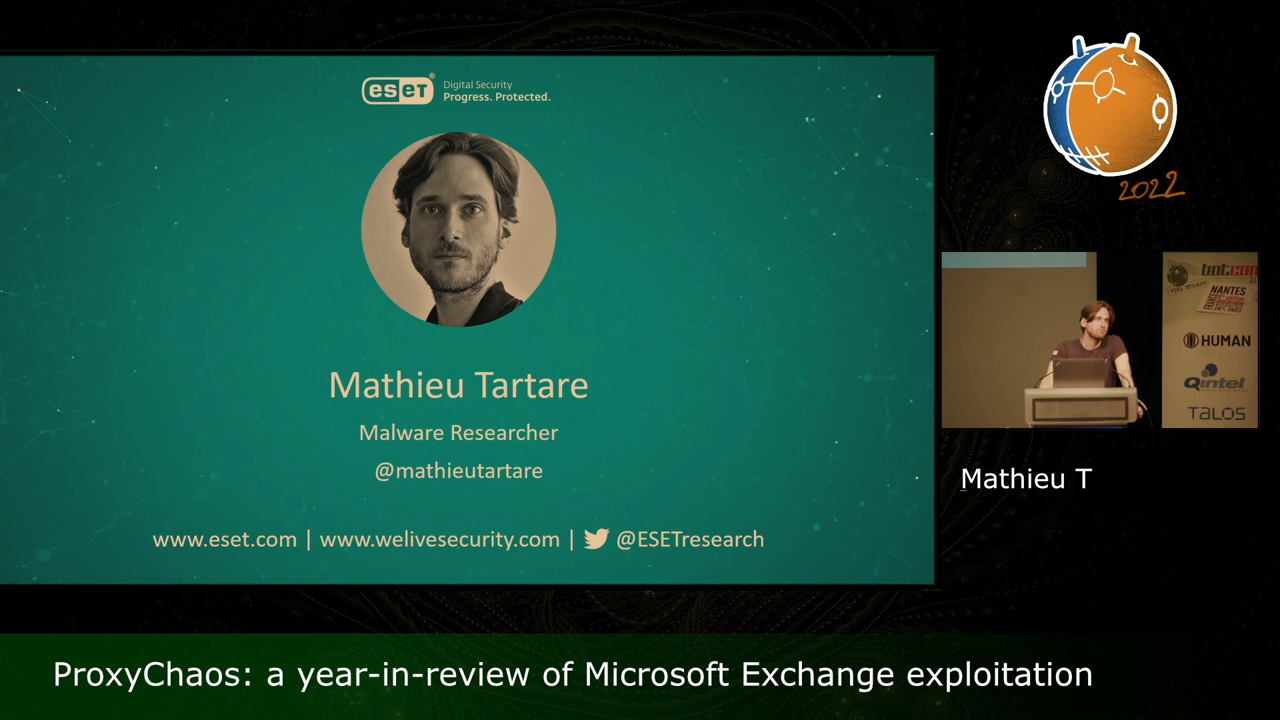 eseT®
Digital Security
Progress. Protected.
Mathieu Tartare
Malware Researcher
@mathieutartare
www.eset.com | www.welivesecurity.com | @ESETresearch
2022
botcon
NANTES
HUMAN
Qintel
TALOS
Mathieu T
ProxyChaos: a year-in-review of Microsoft Exchange exploitation